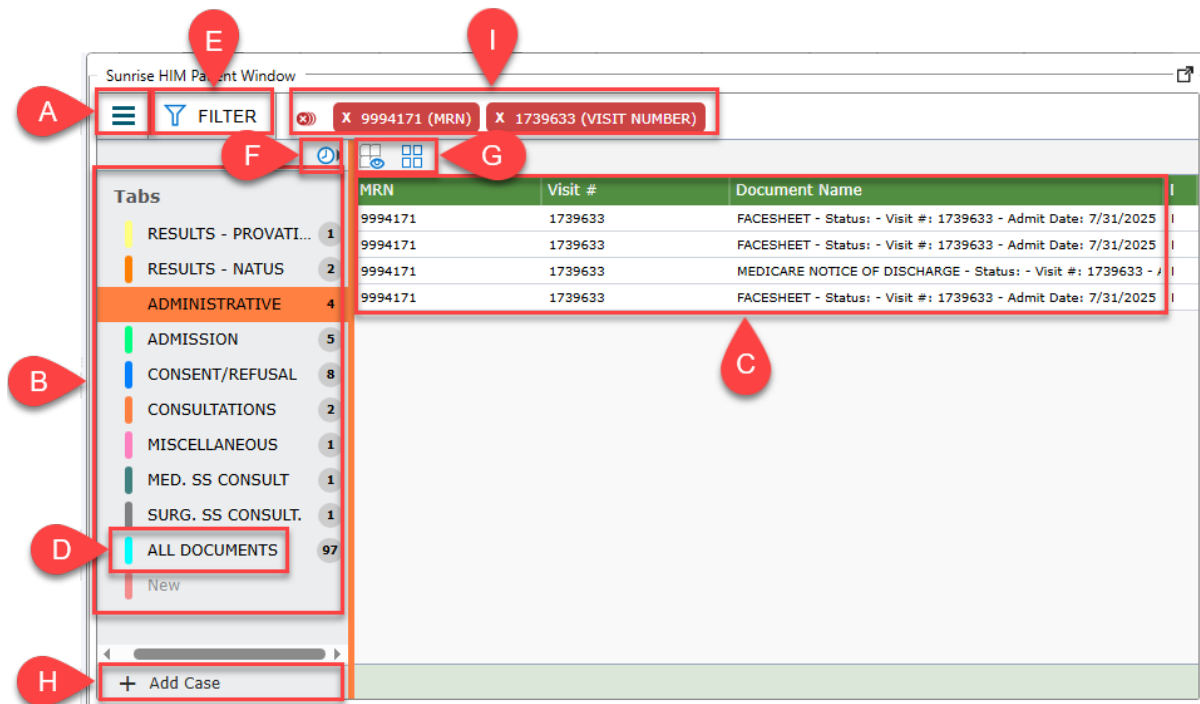 E
I
Sunrise HIM Patient Window
A
FILTER
X 9994171 (MRN) X 1739633 (VISIT NUMBER)
F
G
Tabs
MRN Visit # Document Name
9994171 1739633 FACESHEET - Status: - Visit #: 1739633 - Admit Date: 7/31/2025
9994171 1739633 FACESHEET - Status: - Visit #: 1739633 - Admit Date: 7/31/2025
9994171 1739633 MEDICARE NOTICE OF DISCHARGE - Status: - Visit #: 1739633 - A
9994171 1739633 FACESHEET - Status: - Visit #: 1739633 - Admit Date: 7/31/2025
RESULTS - PROVATI... 1
RESULTS - NATUS 2
ADMINISTRATIVE 4
ADMISSION 5
C
B
CONSENT/REFUSAL 8
CONSULTATIONS 2
MISCELLANEOUS 1
MED. SS CONSULT 1
SURG. SS CONSULT. 1
D
ALL DOCUMENTS 97
New
H
+ Add Case